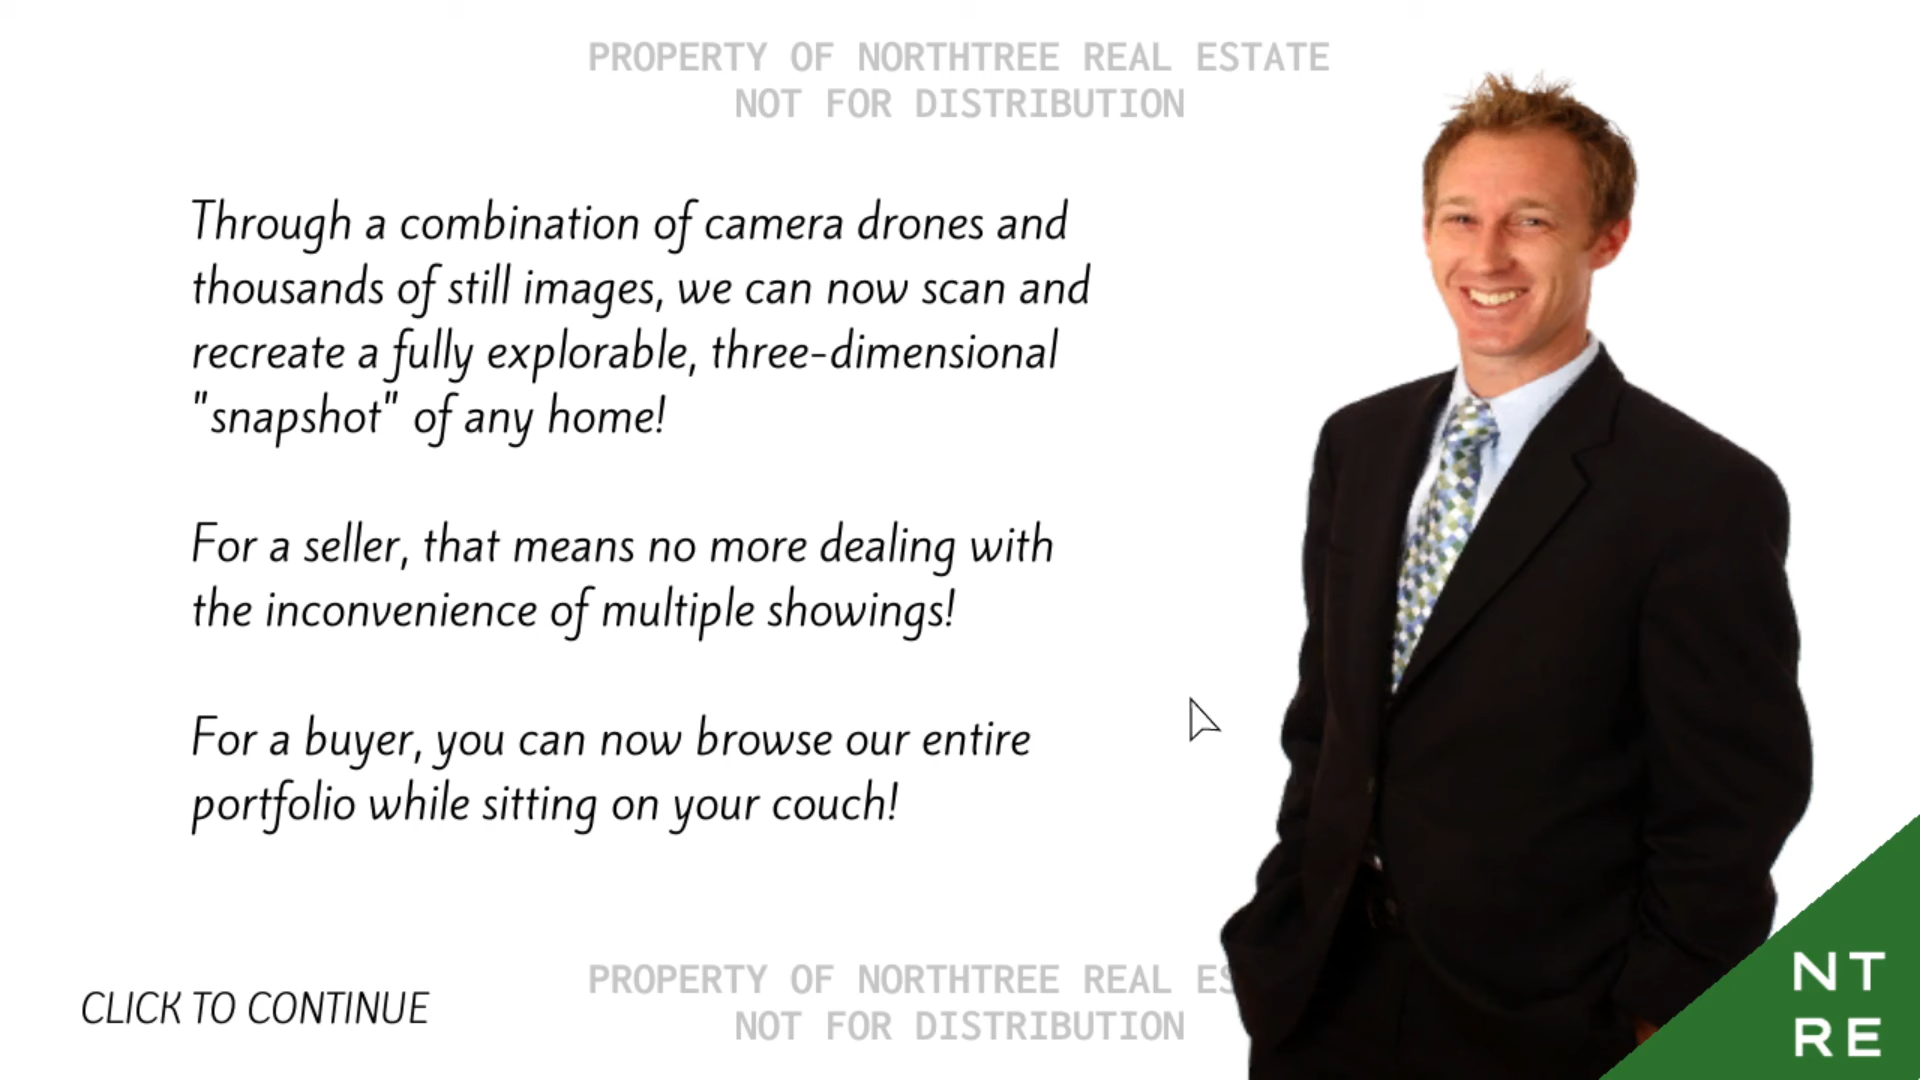 PROPERTY OF NORTHTREE REAL ESTATE
NOT FOR DISTRIBUTION
Through a combination of camera drones and
thousands of still images, we can now scan and
recreate a fully explorable, three-dimensional
"snapshot" of any home!
For a seller, that means no more dealing with
the inconvenience of multiple showings!
For a buyer, you can now browse our entire
portfolio while sitting on your couch!
CLICK TO CONTINUE
PROPERTY OF NORTHTREE REAL ES
NOT FOR DISTRIBUTION
NT
RE